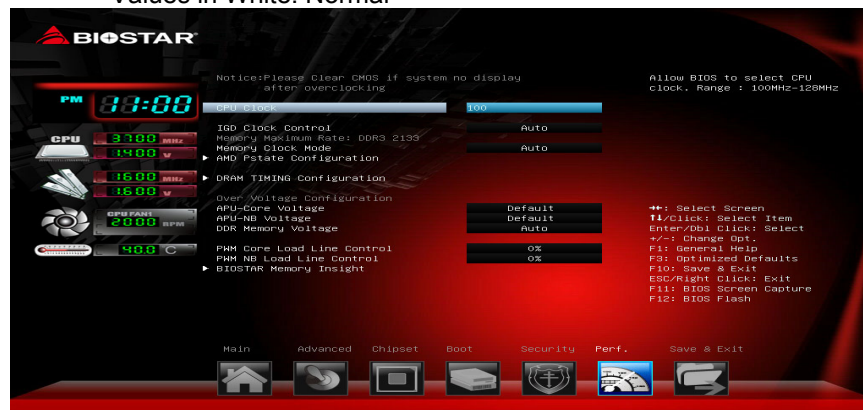 Values in White: Normal
BIOSTAR
Notice:Please Clear CMOS if system no display
after overclocking
Allow BIOS to select CPU
clock. Range : 100MHz-128MHz
PM 11:00
CPU Clock 100
IGD Clock Control Auto
CPU 3700 MHz
Memory Maximum Rate: DDR3 2133
1.400 V
Memory Clock Mode Auto
AMD Pstate Configuration
1600 MHz
DRAM TIMING Configuration
1.600 V
Over Voltage Configuration
APU-Core Voltage Default
APU-NB Voltage Default
DDR Memory Voltage Auto
CPU FAN1
2000 RPM
PWM Core Load Line Control 0%
PWM NB Load Line Control 0%
BIOSTAR Memory Insight
40.0 C
→←: Select Screen
↑↓/Click: Select Item
Enter/Dbl Click: Select
+/-: Change Opt.
F1: General Help
F3: Optimized Defaults
F10: Save & Exit
ESC/Right Click: Exit
F11: BIOS Screen Capture
F12: BIOS Flash
Main Advanced Chipset Boot Security Perf. Save & Exit